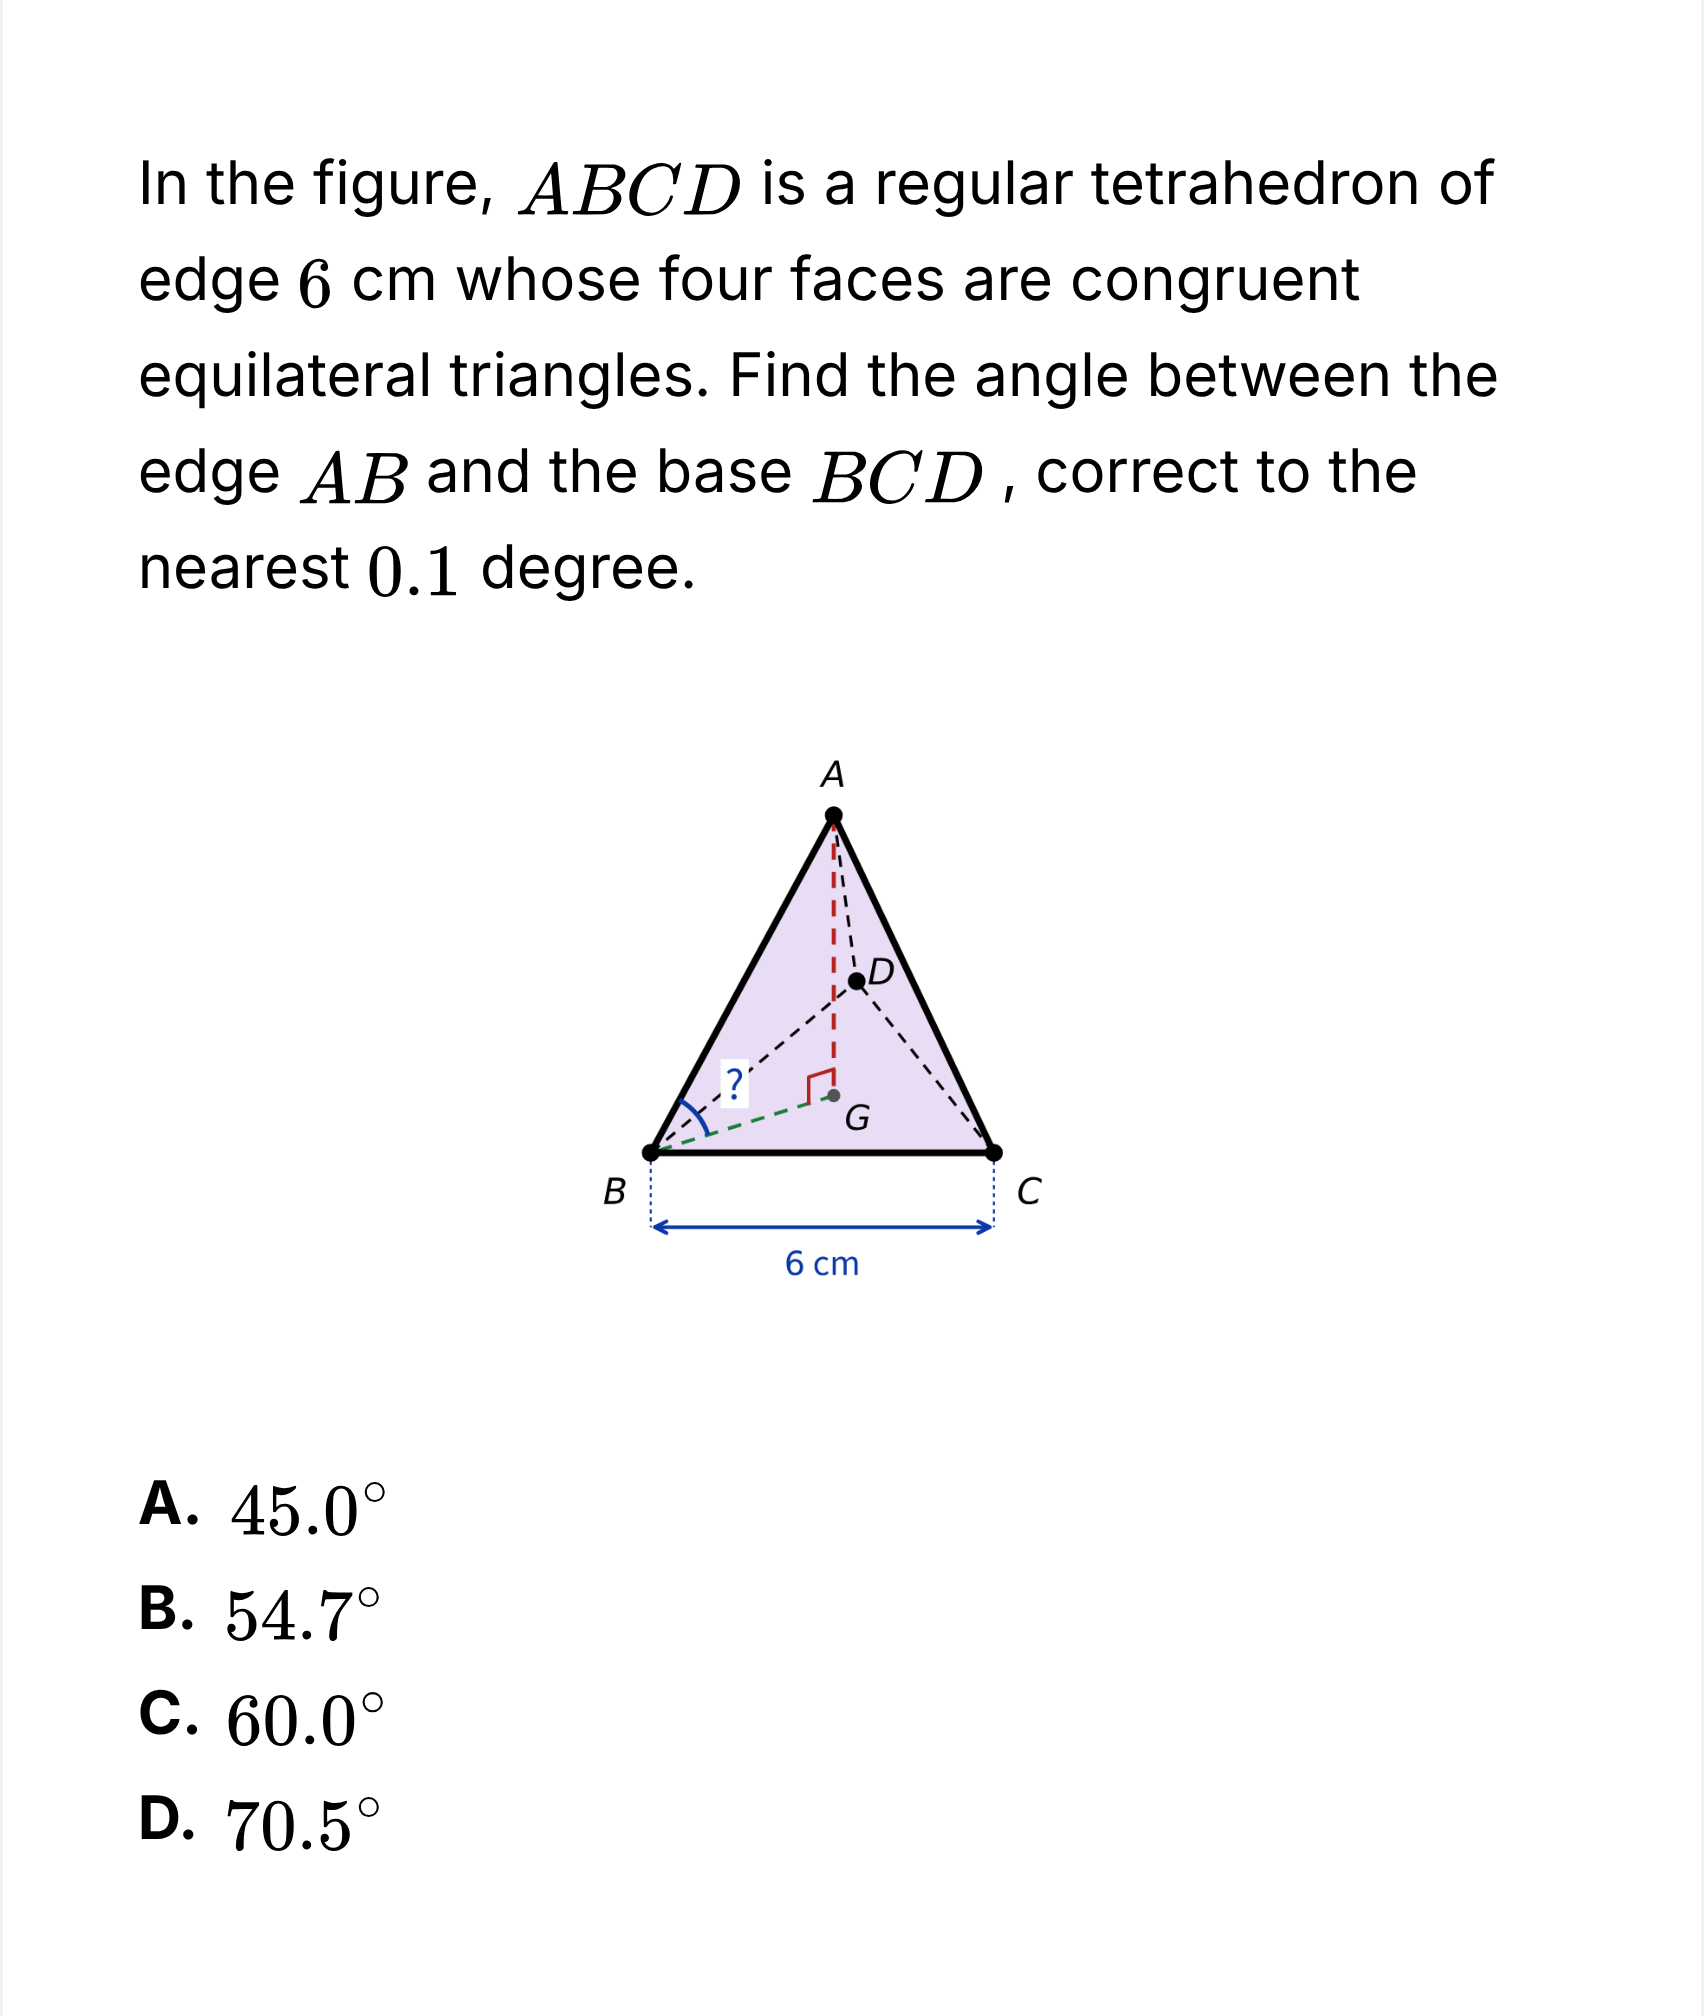 In the figure, ABCD is a regular tetrahedron of
edge 6 cm whose four faces are congruent
equilateral triangles. Find the angle between the
edge AB and the base BCD , correct to the
nearest 0.1 degree.
A
D
?
G
B
C
6 cm
A. 45.0°
B. 54.7°
C. 60.0°
D. 70.5°